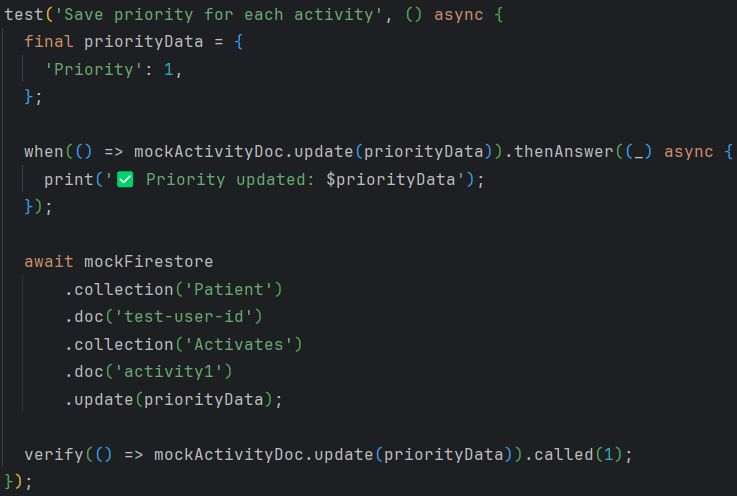 test('Save priority for each activity', () async {
  final priorityData = {
    'Priority': 1,
  };

  when(() => mockActivityDoc.update(priorityData)).thenAnswer((_) async {
    print('✅ Priority updated: $priorityData');
  });

  await mockFirestore
      .collection('Patient')
      .doc('test-user-id')
      .collection('Activates')
      .doc('activity1')
      .update(priorityData);

  verify(() => mockActivityDoc.update(priorityData)).called(1);
});